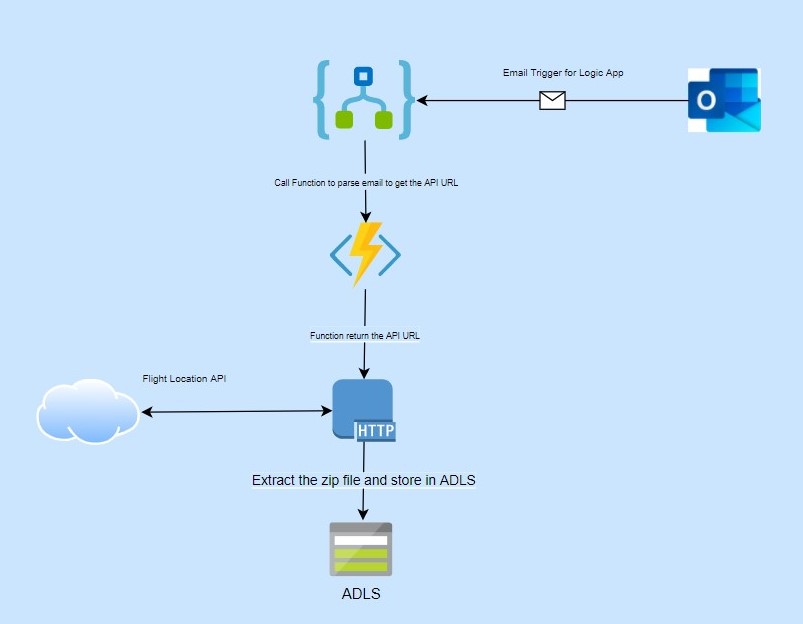 Email Trigger for Logic App
O
Call Function to parse email to get the API URL
Function return the API URL
Flight Location API
HTTP
Extract the zip file and store in ADLS
ADLS